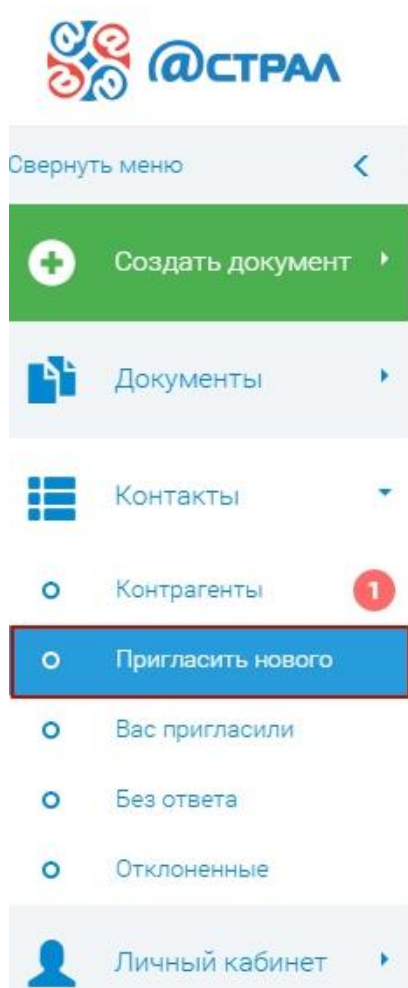 @СТРАЛ
Свернуть меню
Создать документ
Документы
Контакты
Контрагенты 1
Пригласить нового
Вас пригласили
Без ответа
Отклоненные
Личный кабинет